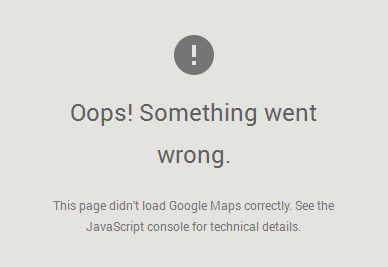 Oops! Something went
wrong.
This page didn't load Google Maps correctly. See the
JavaScript console for technical details.